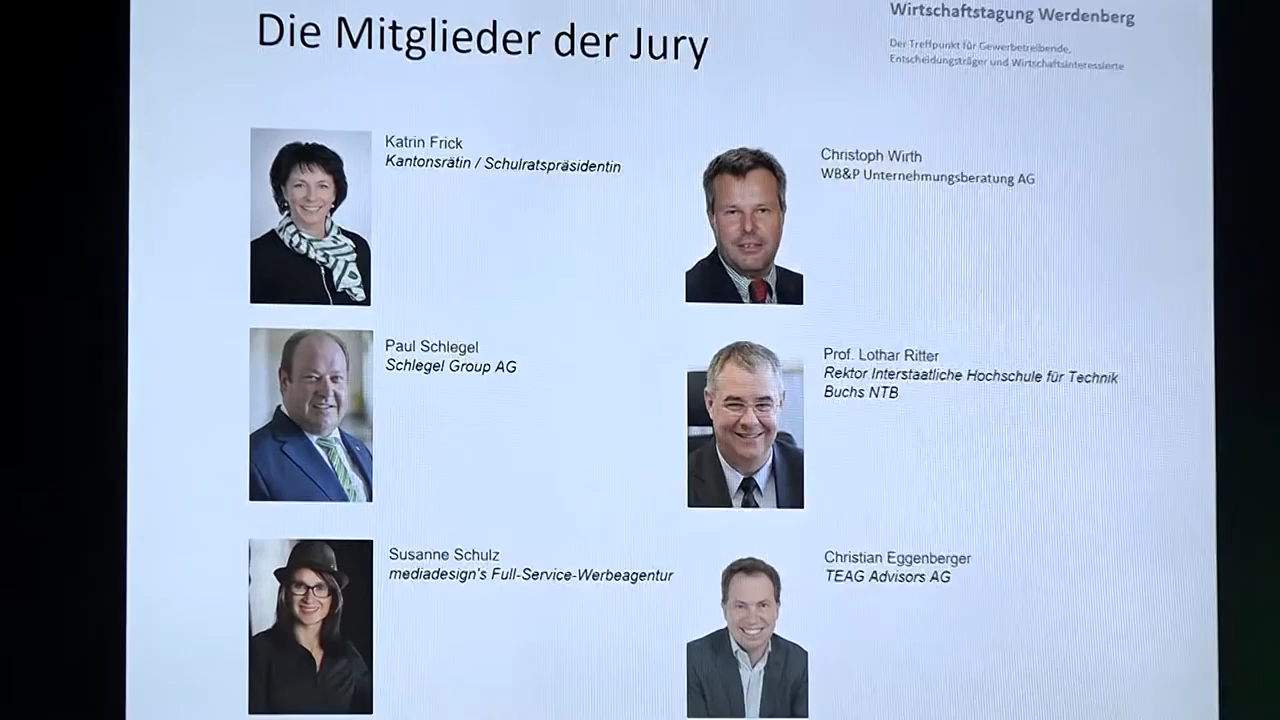 Die Mitglieder der Jury
Wirtschaftstagung Werdenberg
Der Treffpunkt für Gewerbetreibende,
Entscheidungsträger und Wirtschaftsinteressierte
Katrin Frick
Kantonsrätin / Schulratspräsidentin
Christoph Wirth
WB&P Unternehmungsberatung AG
Paul Schlegel
Schlegel Group AG
Prof. Lothar Ritter
Rektor Interstaatliche Hochschule für Technik
Buchs NTB
Susanne Schulz
mediadesign's Full-Service-Werbeagentur
Christian Eggenberger
TEAG Advisors AG